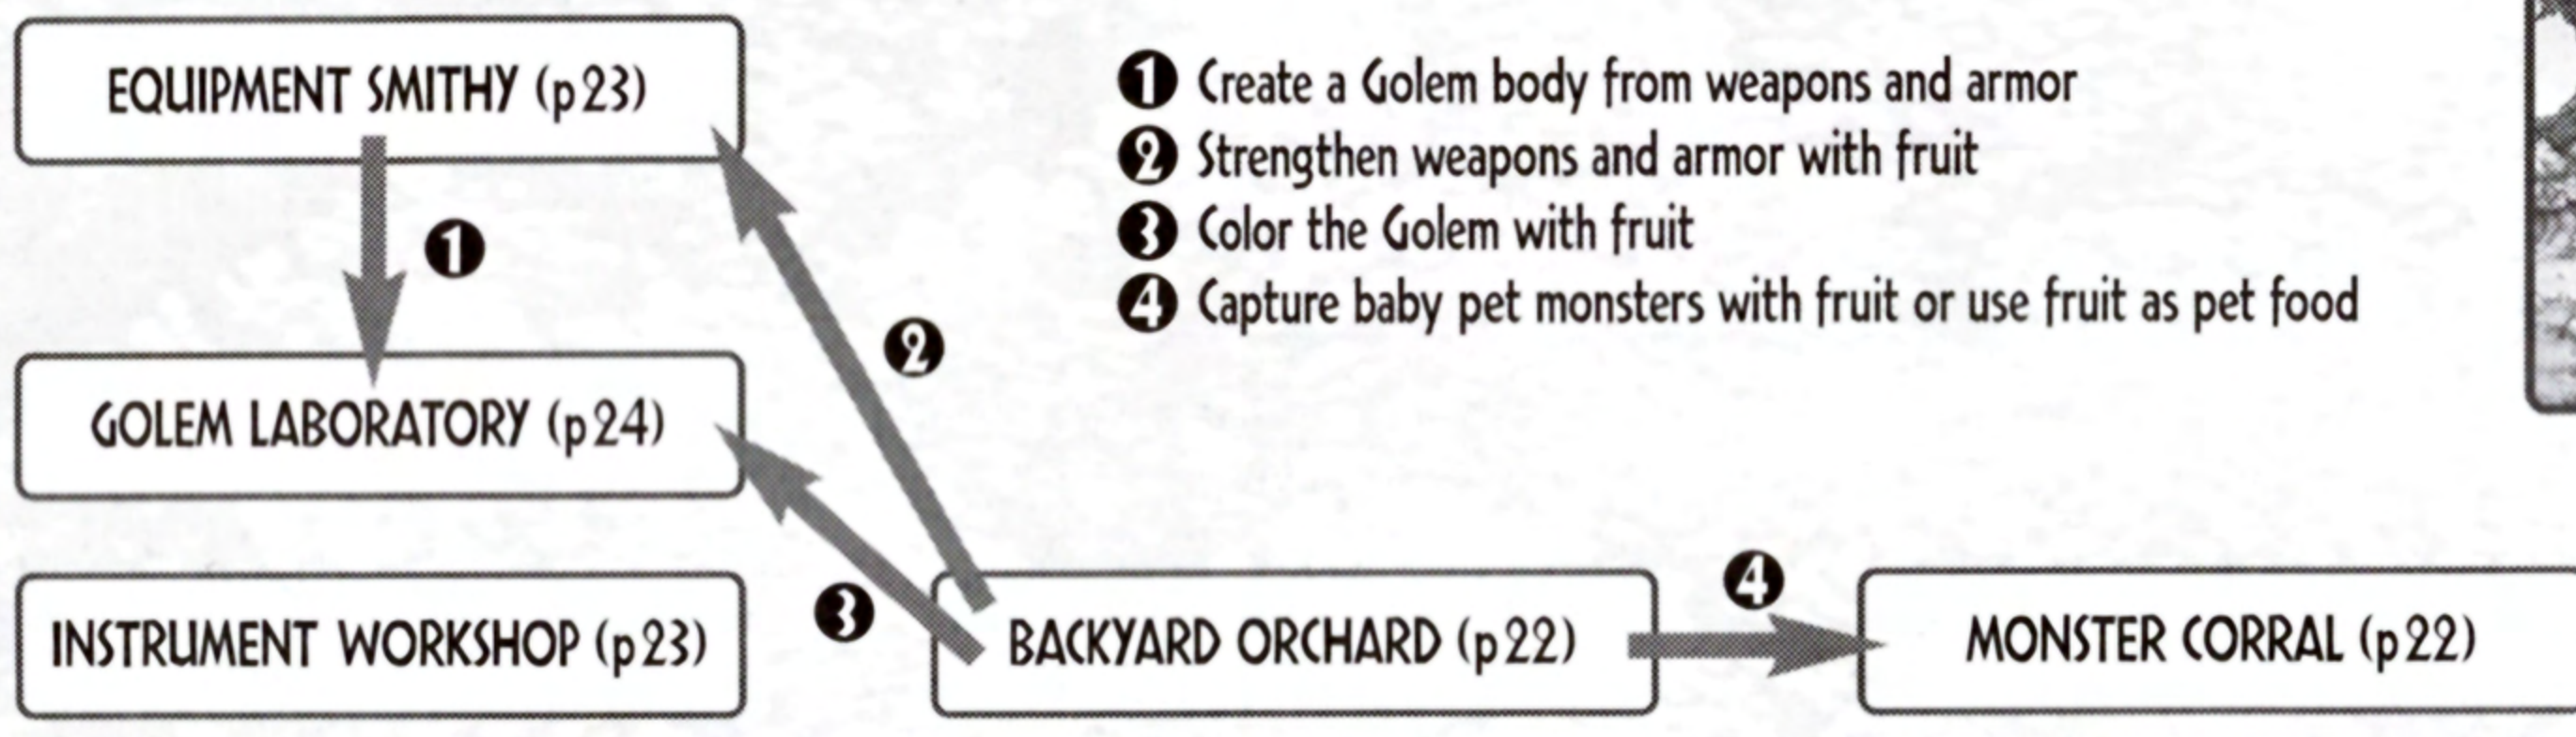 EQUIPMENT SMITHY (p23)
❶ Create a Golem body from weapons and armor
❷ Strengthen weapons and armor with fruit
❸ Color the Golem with fruit
❹ Capture baby pet monsters with fruit or use fruit as pet food
❶
❷
GOLEM LABORATORY (p24)
❸
❹
INSTRUMENT WORKSHOP (p23)
BACKYARD ORCHARD (p22)
MONSTER CORRAL (p22)